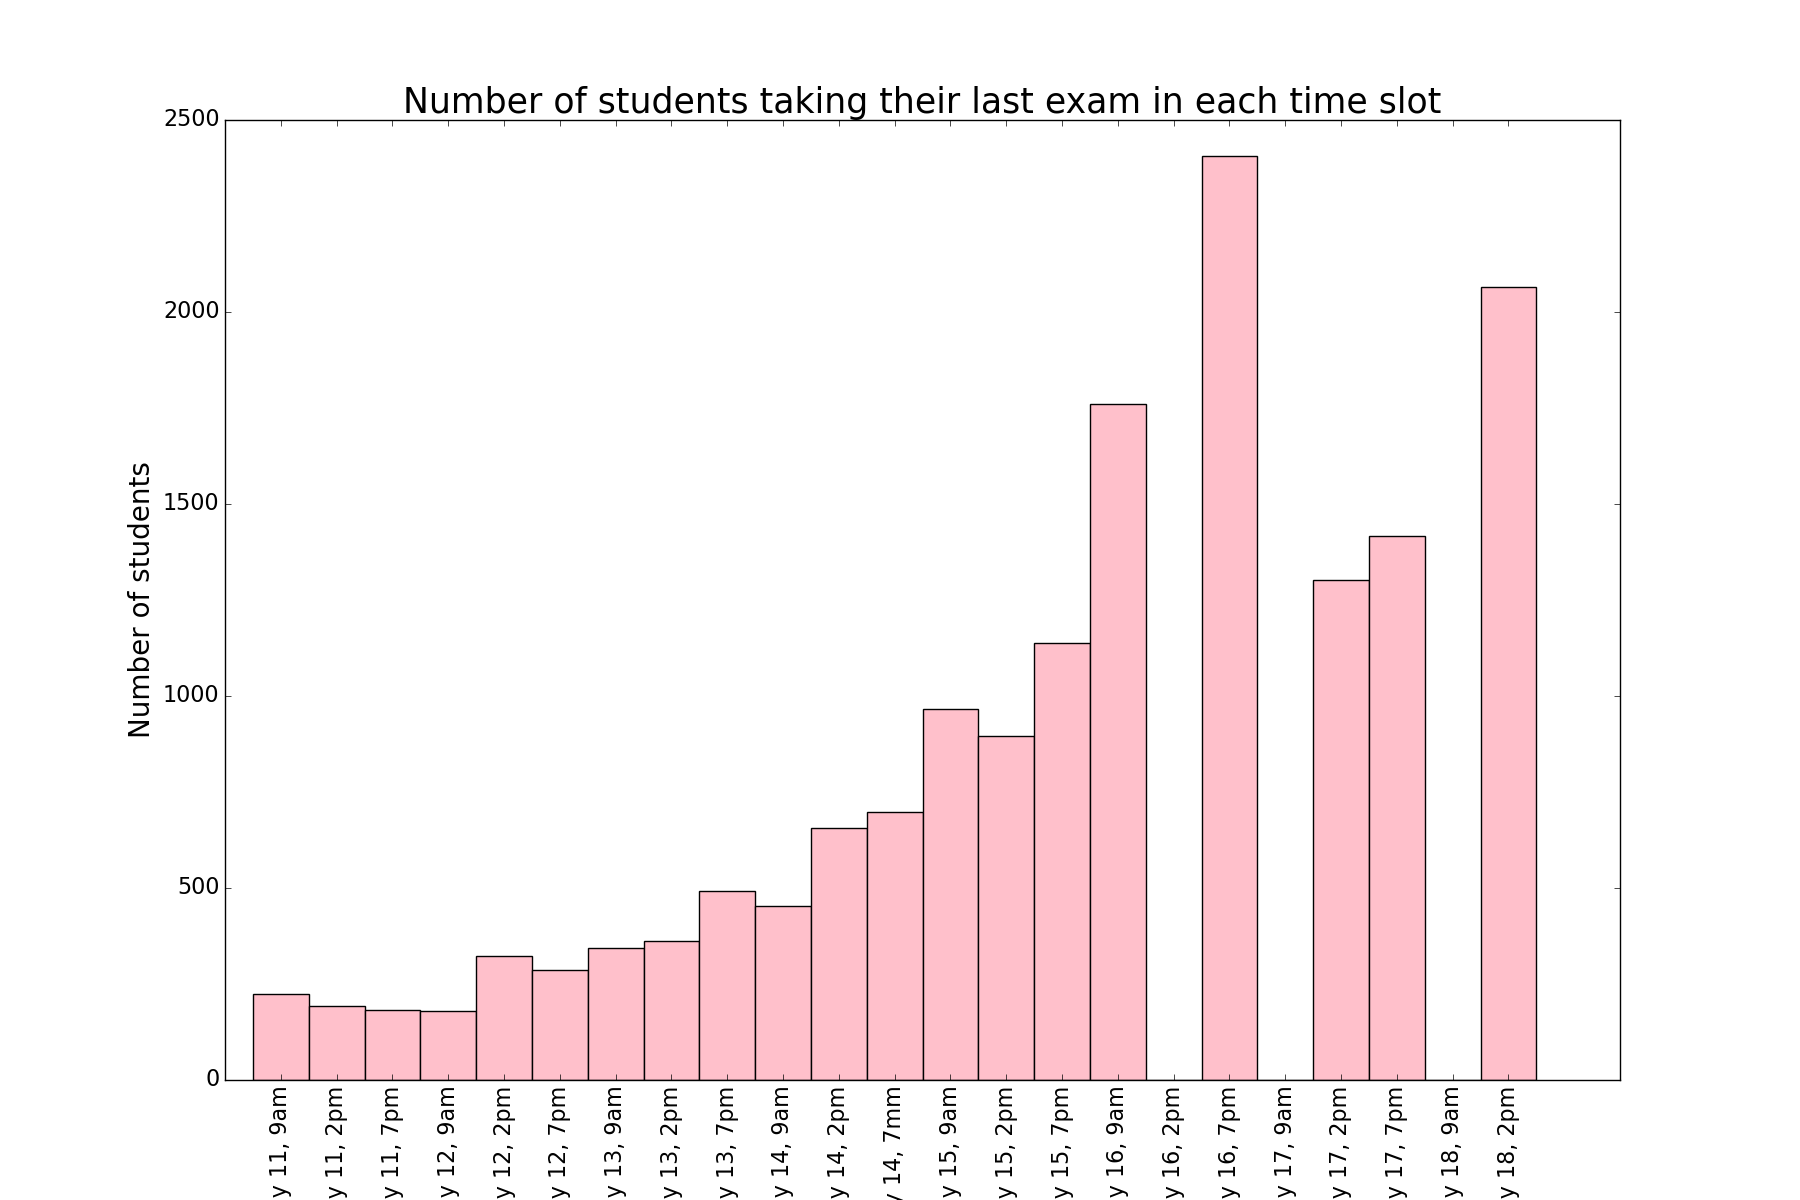 Number of students taking their last exam in each time slot
Number of students
2500
2000
1500
1000
500
0
y 11, 9am
y 11, 2pm
y 11, 7pm
y 12, 9am
y 12, 2pm
y 12, 7pm
y 13, 9am
y 13, 2pm
y 13, 7pm
y 14, 9am
y 14, 2pm
y 14, 7mm
y 15, 9am
y 15, 2pm
y 15, 7pm
y 16, 9am
y 16, 2pm
y 16, 7pm
y 17, 9am
y 17, 2pm
y 17, 7pm
y 18, 9am
y 18, 2pm